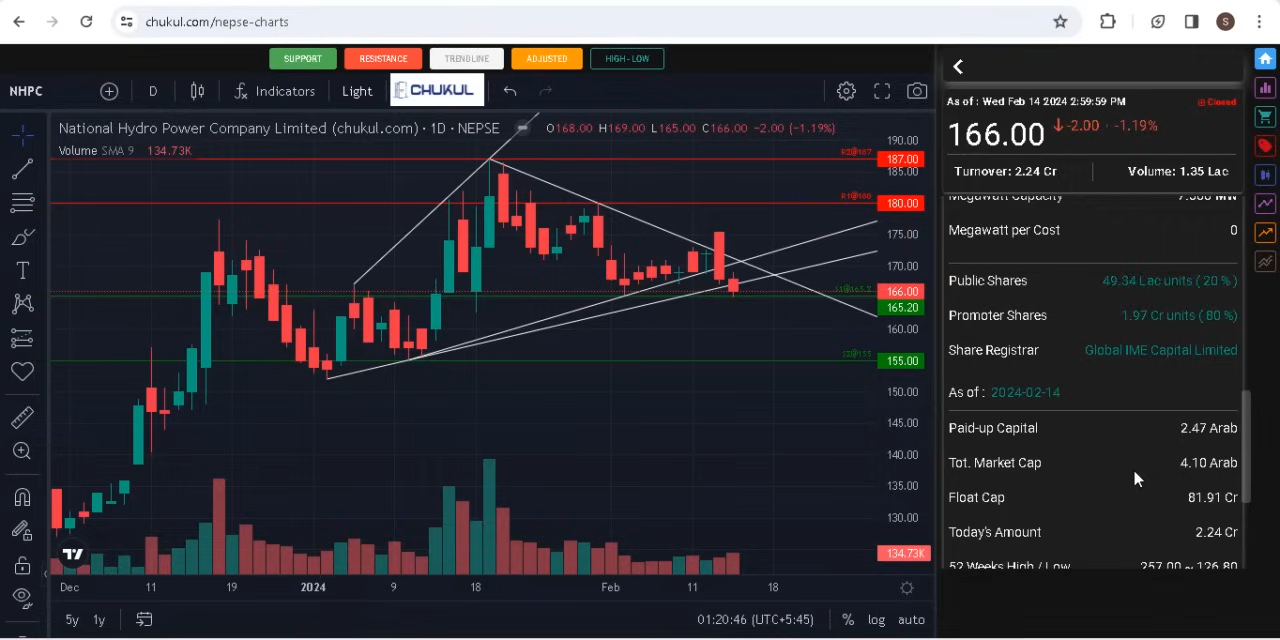 chukul.com/nepse-charts
S
SUPPORT RESISTANCE TRENDLINE ADJUSTED HIGH-LOW
NHPC D Indicators Light CHUKUL
National Hydro Power Company Limited (chukul.com) · 1D · NEPSE O168.00 H169.00 L165.00 C166.00 −2.00 (−1.19%)
Volume SMA 9 134.73K
190.00
R2@187 187.00
185.00
R1@180 180.00
175.00
170.00
166.00
165.20
160.00
S2@155 155.00
150.00
145.00
140.00
135.00
130.00
134.73K
Dec 11 19 2024 9 18 Feb 11 18
5y 1y 01:20:46 (UTC+5:45) % log auto
As of : Wed Feb 14 2024 2:59:59 PM Closed
166.00 -2.00 · -1.19%
Turnover: 2.24 Cr Volume: 1.35 Lac
Megawatt Capacity MW
Megawatt per Cost 0
Public Shares 49.34 Lac units ( 20 % )
Promoter Shares 1.97 Cr units ( 80 % )
Share Registrar Global IME Capital Limited
As of : 2024-02-14
Paid-up Capital 2.47 Arab
Tot. Market Cap 4.10 Arab
Float Cap 81.91 Cr
Today's Amount 2.24 Cr
52 Weeks High / Low 257.00 ~ 126.80